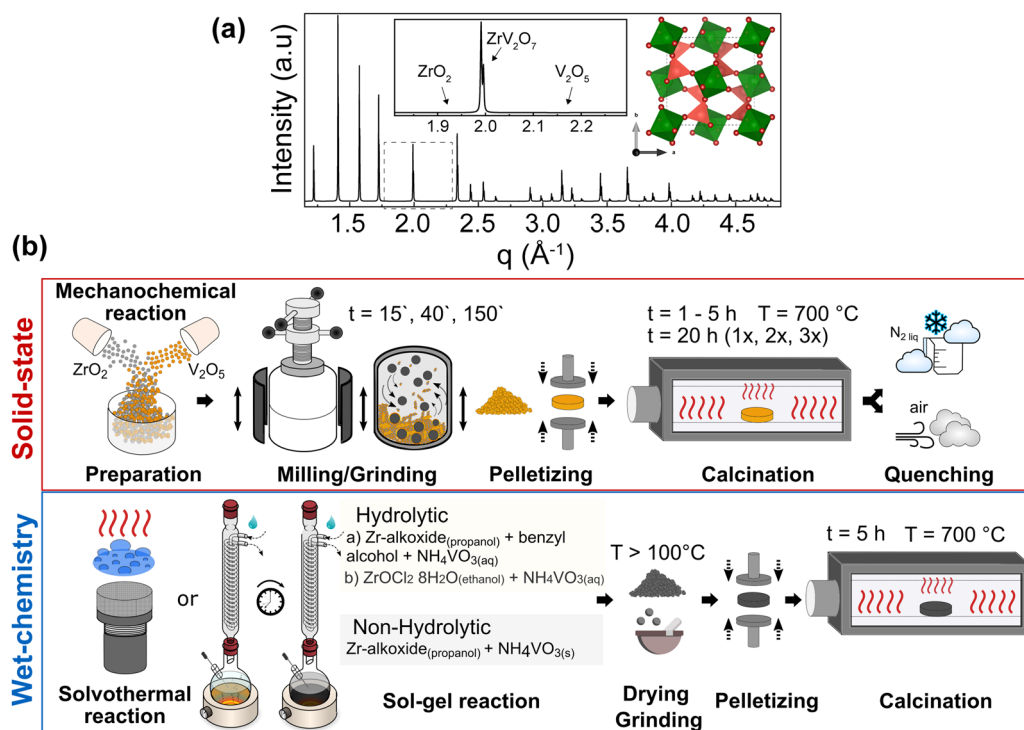 (a)
Intensity (a.u)
ZrV2O7
ZrO2
V2O5
1.9 2.0 2.1 2.2
b
a
1.5 2.0 2.5 3.0 3.5 4.0 4.5
q (Å-1)
(b)
Solid-state
Mechanochemical
reaction
ZrO2
V2O5
Preparation
t = 15`, 40`, 150`
Milling/Grinding
Pelletizing
t = 1 - 5 h T = 700 °C
t = 20 h (1x, 2x, 3x)
Calcination
N2 liq
air
Quenching
Wet-chemistry
or
Solvothermal
reaction
Hydrolytic
a) Zr-alkoxide(propanol) + benzyl
alcohol + NH4VO3(aq)
b) ZrOCl2 8H2O(ethanol) + NH4VO3(aq)
Non-Hydrolytic
Zr-alkoxide(propanol) + NH4VO3(s)
Sol-gel reaction
T > 100°C
Drying
Grinding
Pelletizing
t = 5 h T = 700 °C
Calcination